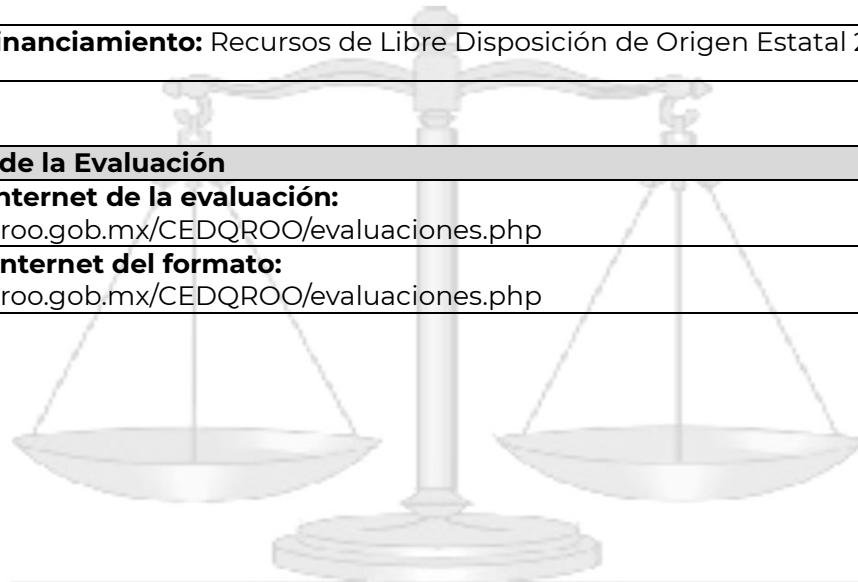 inanciamiento: Recursos de Libre Disposición de Origen Estatal 2
de la Evaluación
nternet de la evaluación:
roo.gob.mx/CEDQROO/evaluaciones.php
nternet del formato:
roo.gob.mx/CEDQROO/evaluaciones.php